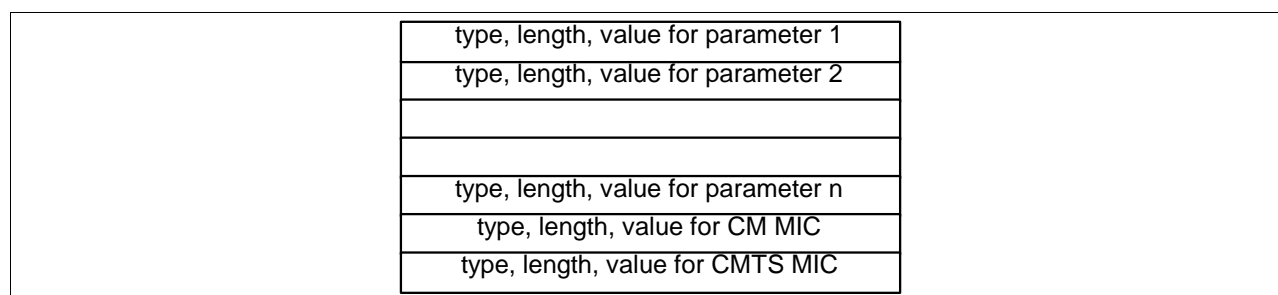 type, length, value for parameter 1
type, length, value for parameter 2
type, length, value for parameter n
type, length, value for CM MIC
type, length, value for CMTS MIC